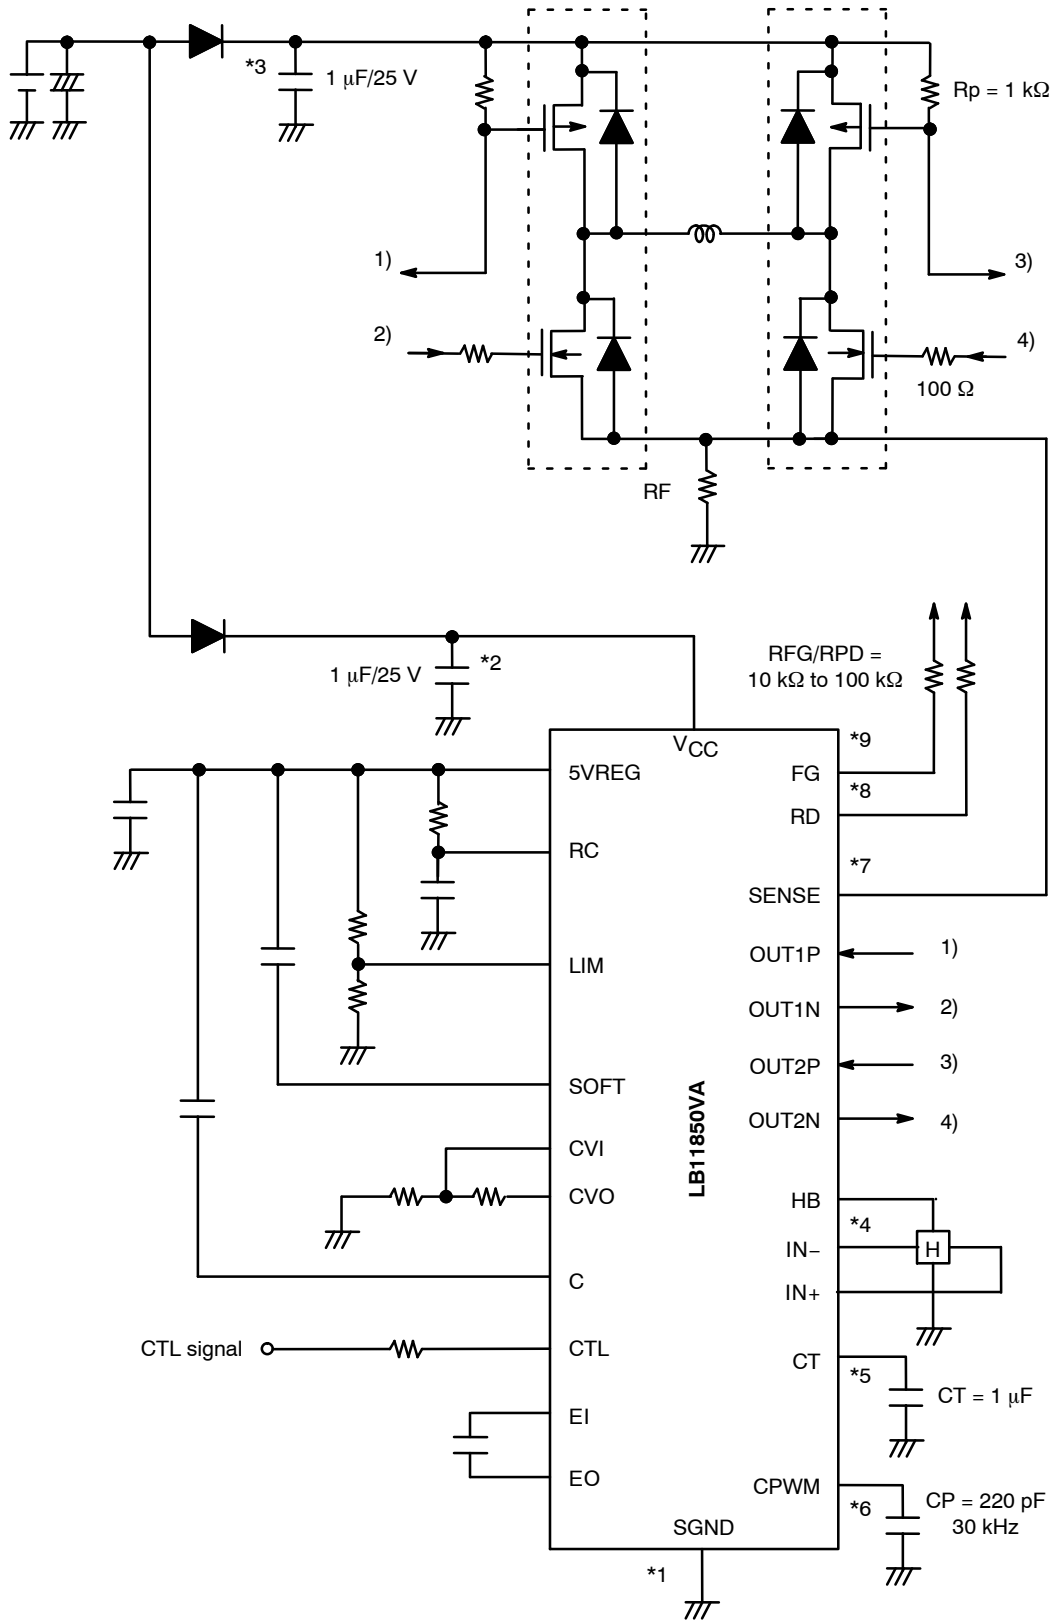 *3
1 μF/25 V
Rp = 1 kΩ
1)
3)
2)
4)
100 Ω
RF
1 μF/25 V
*2
RFG/RPD =
10 kΩ to 100 kΩ
VCC
*9
5VREG
FG
*8
RD
RC
*7
SENSE
LIM
OUT1P
1)
OUT1N
2)
OUT2P
3)
SOFT
OUT2N
4)
LB11850VA
CVI
CVO
HB
*4
IN−
H
C
IN+
CTL signal
CTL
CT
*5
CT = 1 μF
EI
EO
CPWM
*6
CP = 220 pF
30 kHz
SGND
*1